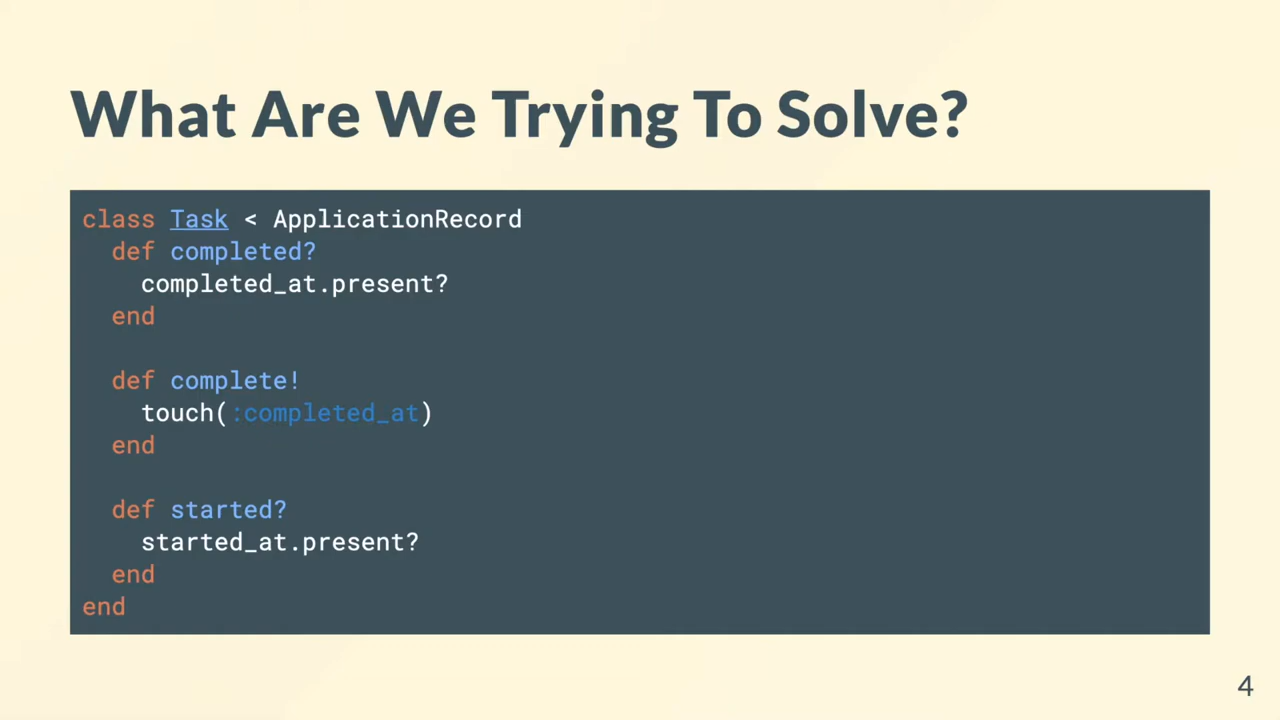 What Are We Trying To Solve?
class Task < ApplicationRecord
  def completed?
    completed_at.present?
  end

  def complete!
    touch(:completed_at)
  end

  def started?
    started_at.present?
  end
end
4